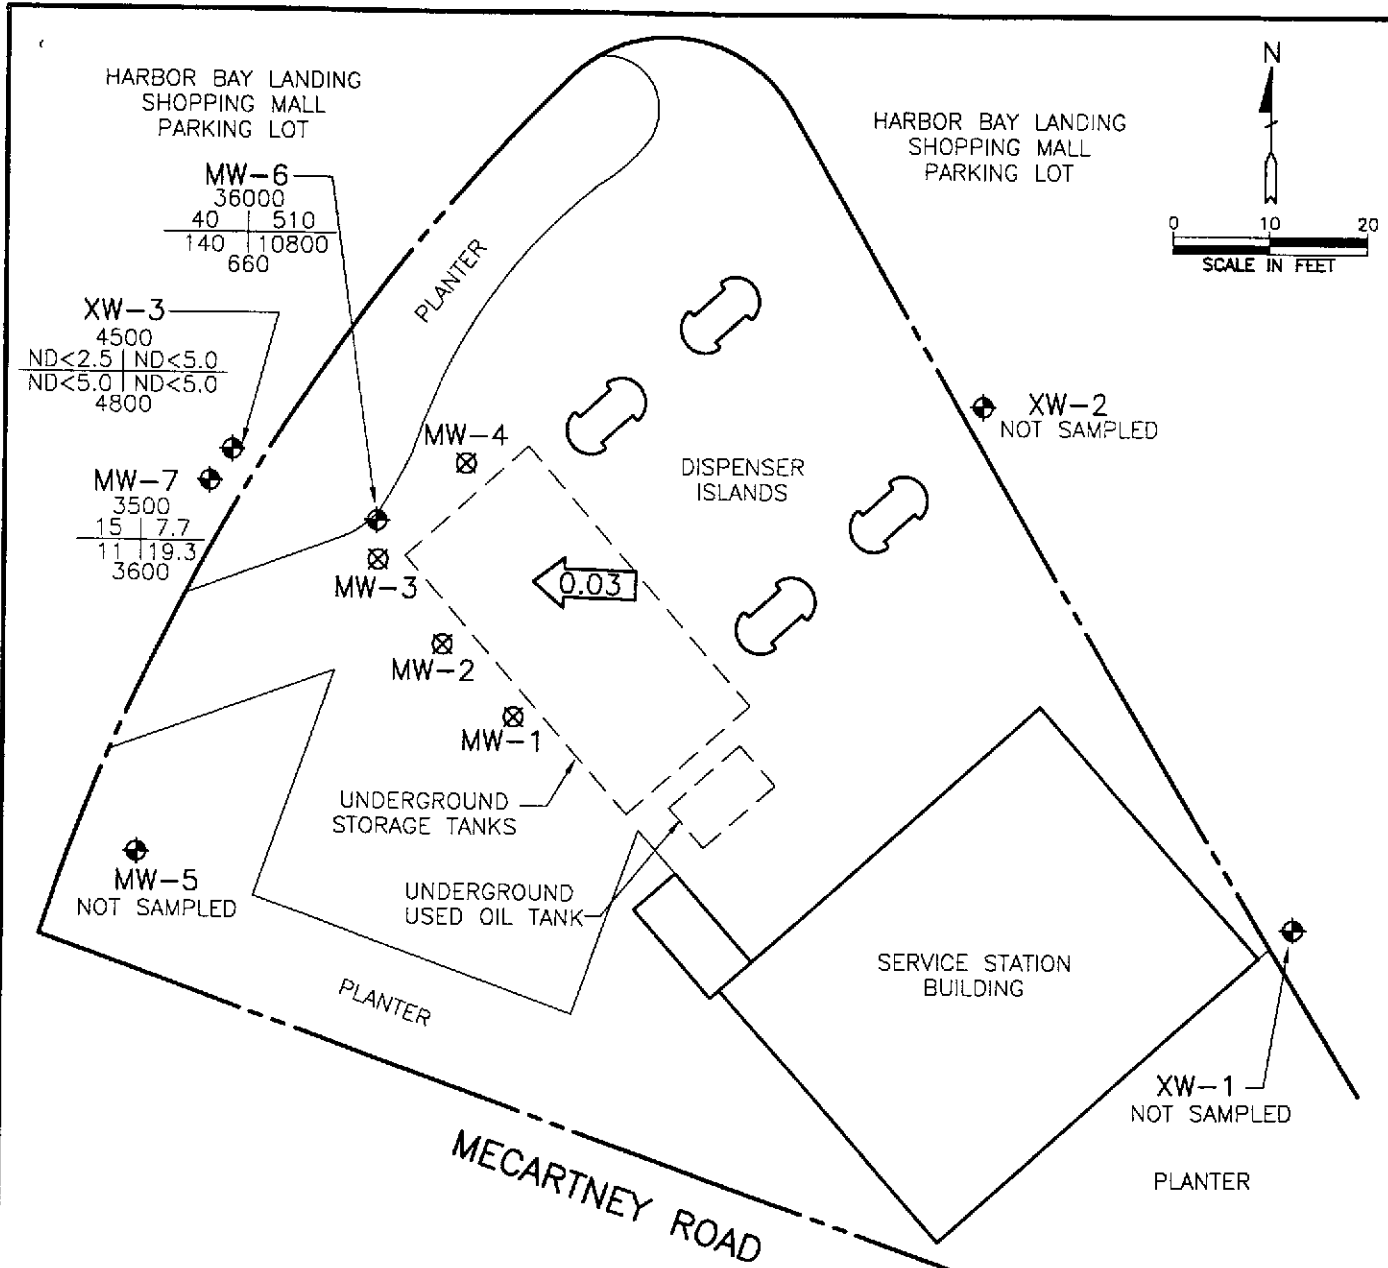 HARBOR BAY LANDING
SHOPPING MALL
PARKING LOT
HARBOR BAY LANDING
SHOPPING MALL
PARKING LOT
N
0 10 20
SCALE IN FEET
MW-6
36000
40 | 510
140 | 10800
660
PLANTER
XW-3
4500
ND<2.5 | ND<5.0
ND<5.0 | ND<5.0
4800
MW-4
XW-2
NOT SAMPLED
DISPENSER
ISLANDS
MW-7
3500
15 | 7.7
11 | 19.3
3600
MW-3
0.03
MW-2
MW-1
UNDERGROUND
STORAGE TANKS
MW-5
NOT SAMPLED
UNDERGROUND
USED OIL TANK
SERVICE STATION
BUILDING
PLANTER
XW-1
NOT SAMPLED
MECARTNEY ROAD
PLANTER